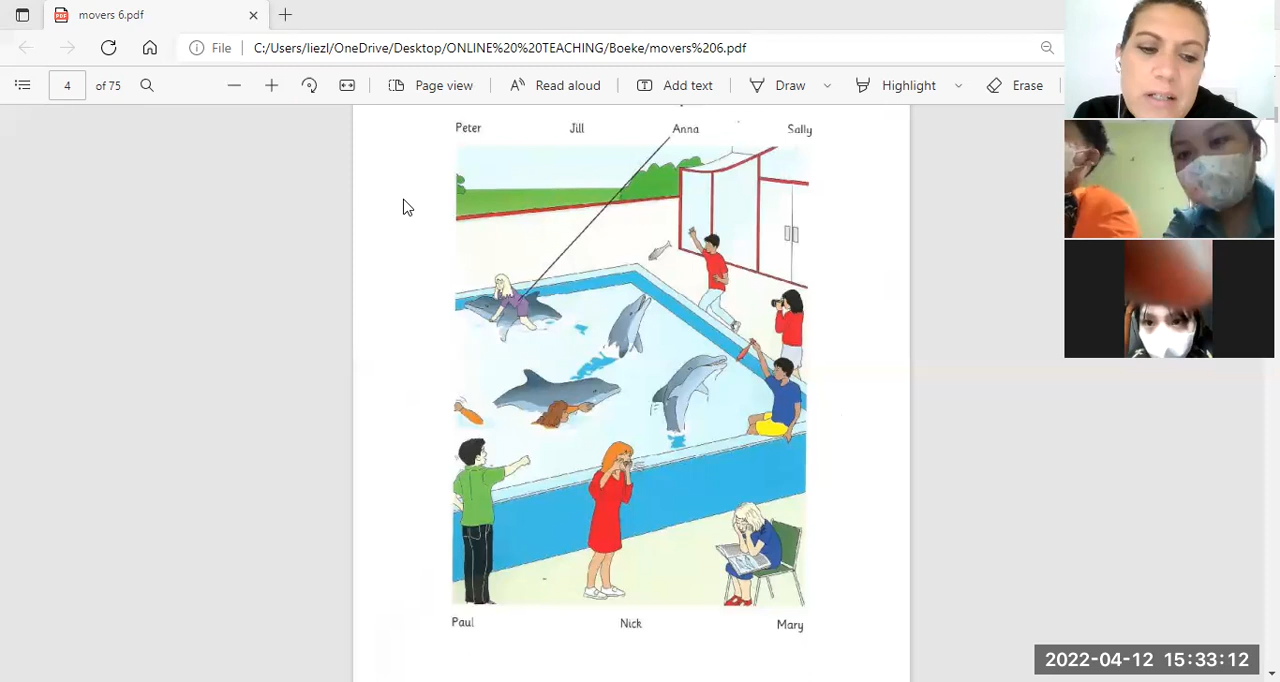 movers 6.pdf
File C:/Users/liezl/OneDrive/Desktop/ONLINE%20%20TEACHING/Boeke/movers%206.pdf
4 of 75 Page view Read aloud Add text Draw Highlight Erase
Peter Jill Anna Sally
Paul Nick Mary
2022-04-12 15:33:12